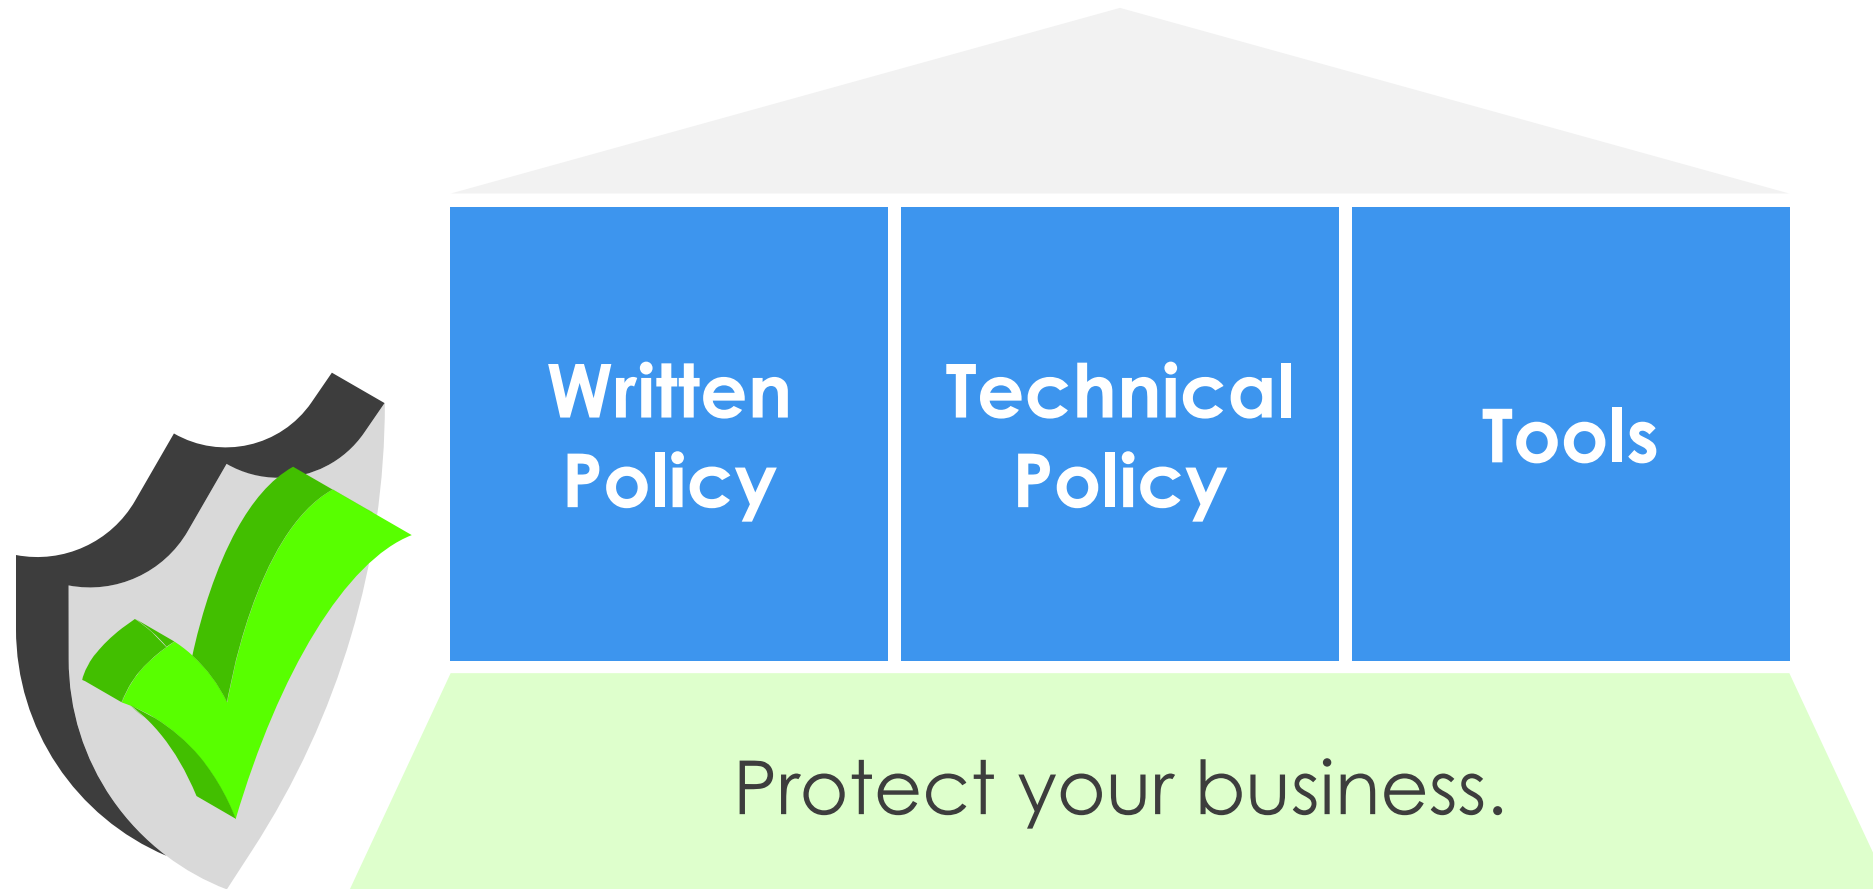 Written
Policy
Technical
Policy
Tools
Protect your business.